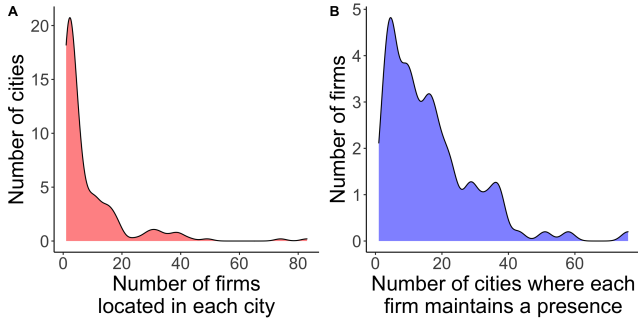 A
Number of cities
20
15
10
5
0
0 20 40 60 80
Number of firms
located in each city
B
Number of firms
5
4
3
2
1
0
0 20 40 60
Number of cities where each
firm maintains a presence